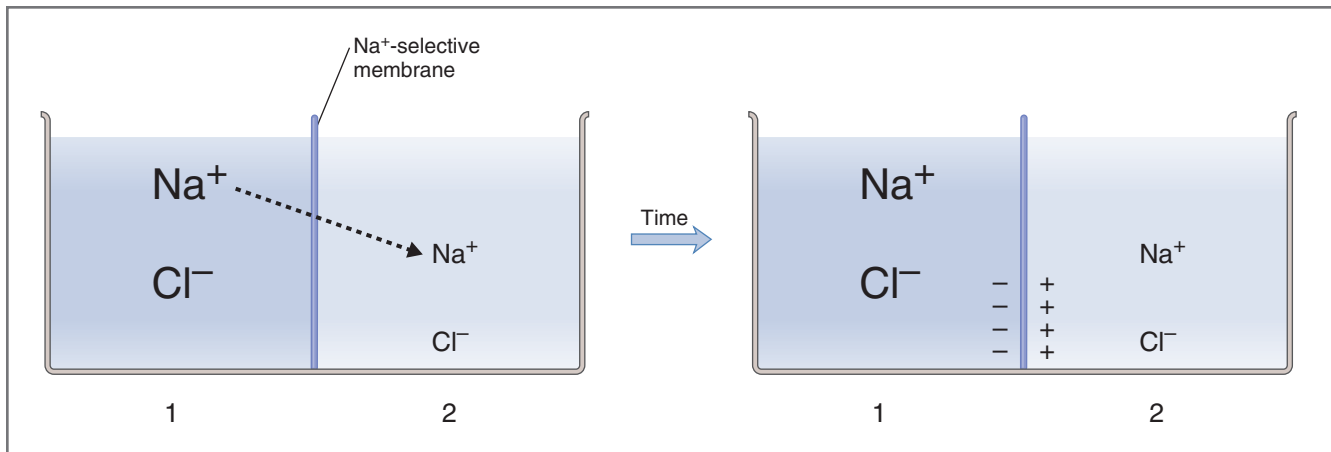 Na⁺-selective
membrane
Na⁺
Na⁺
Cl⁻
Cl⁻
1
2
Time
Na⁺
Na⁺
Cl⁻
Cl⁻
− +
− +
− +
− +
1
2